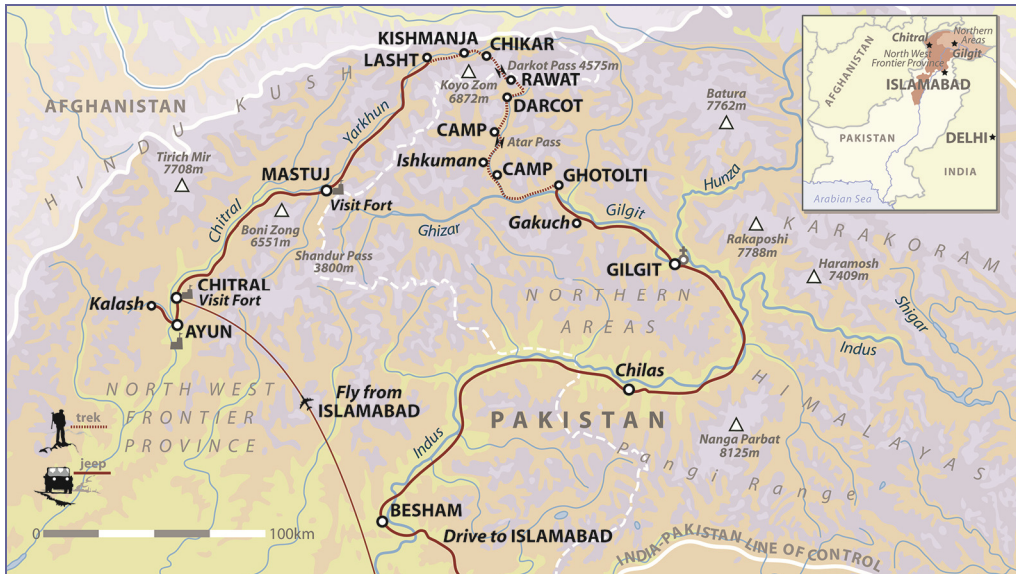 KISHMANJA
LASHT
CHIKAR
Darkot Pass 4575m
Koyo Zom
6872m
RAWAT
DARCOT
CAMP
Atar Pass
Ishkuman
CAMP
GHOTOLTI
Gakuch
Gilgit
GILGIT
Hunza
Batura
7762m
AFGHANISTAN
HINDU KUSH
Yarkhun
Tirich Mir
7708m
MASTUJ
Visit Fort
Chitral
Boni Zong
6551m
Ghizar
Shandur Pass
3800m
CHITRAL
Visit Fort
Kalash
AYUN
Rakaposhi
7788m
KARAKORAM
Haramosh
7409m
Shigar
Indus
NORTHERN
AREAS
Chilas
NORTH WEST
FRONTIER
PROVINCE
Fly from
ISLAMABAD
PAKISTAN
HIMALAYAS
Nanga Parbat
8125m
Pangi Range
Indus
trek
jeep
BESHAM
Drive to ISLAMABAD
0
100km
INDIA-PAKISTAN LINE OF CONTROL
AFGHANISTAN
Chitral
Northern
Areas
Gilgit
North West
Frontier Province
ISLAMABAD
PAKISTAN
DELHI
INDIA
Arabian Sea